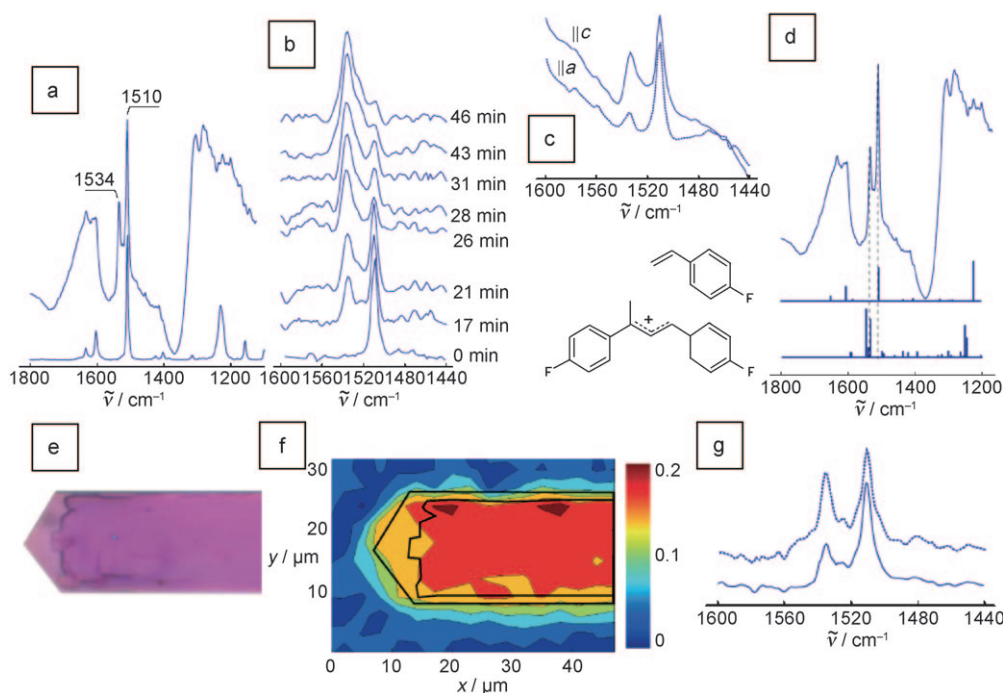 a
1510
1534
1800 1600 1400 1200
ṽ / cm⁻¹
b
46 min
43 min
31 min
28 min
26 min
21 min
17 min
0 min
1600 1560 1520 1480 1440
ṽ / cm⁻¹
||c
||a
c
1600 1560 1520 1480 1440
ṽ / cm⁻¹
F
+
F
F
d
1800 1600 1400 1200
ṽ / cm⁻¹
e
f
30
20
y / µm
10
0 10 20 30 40
x / µm
0.2
0.1
0
g
1600 1560 1520 1480 1440
ṽ / cm⁻¹